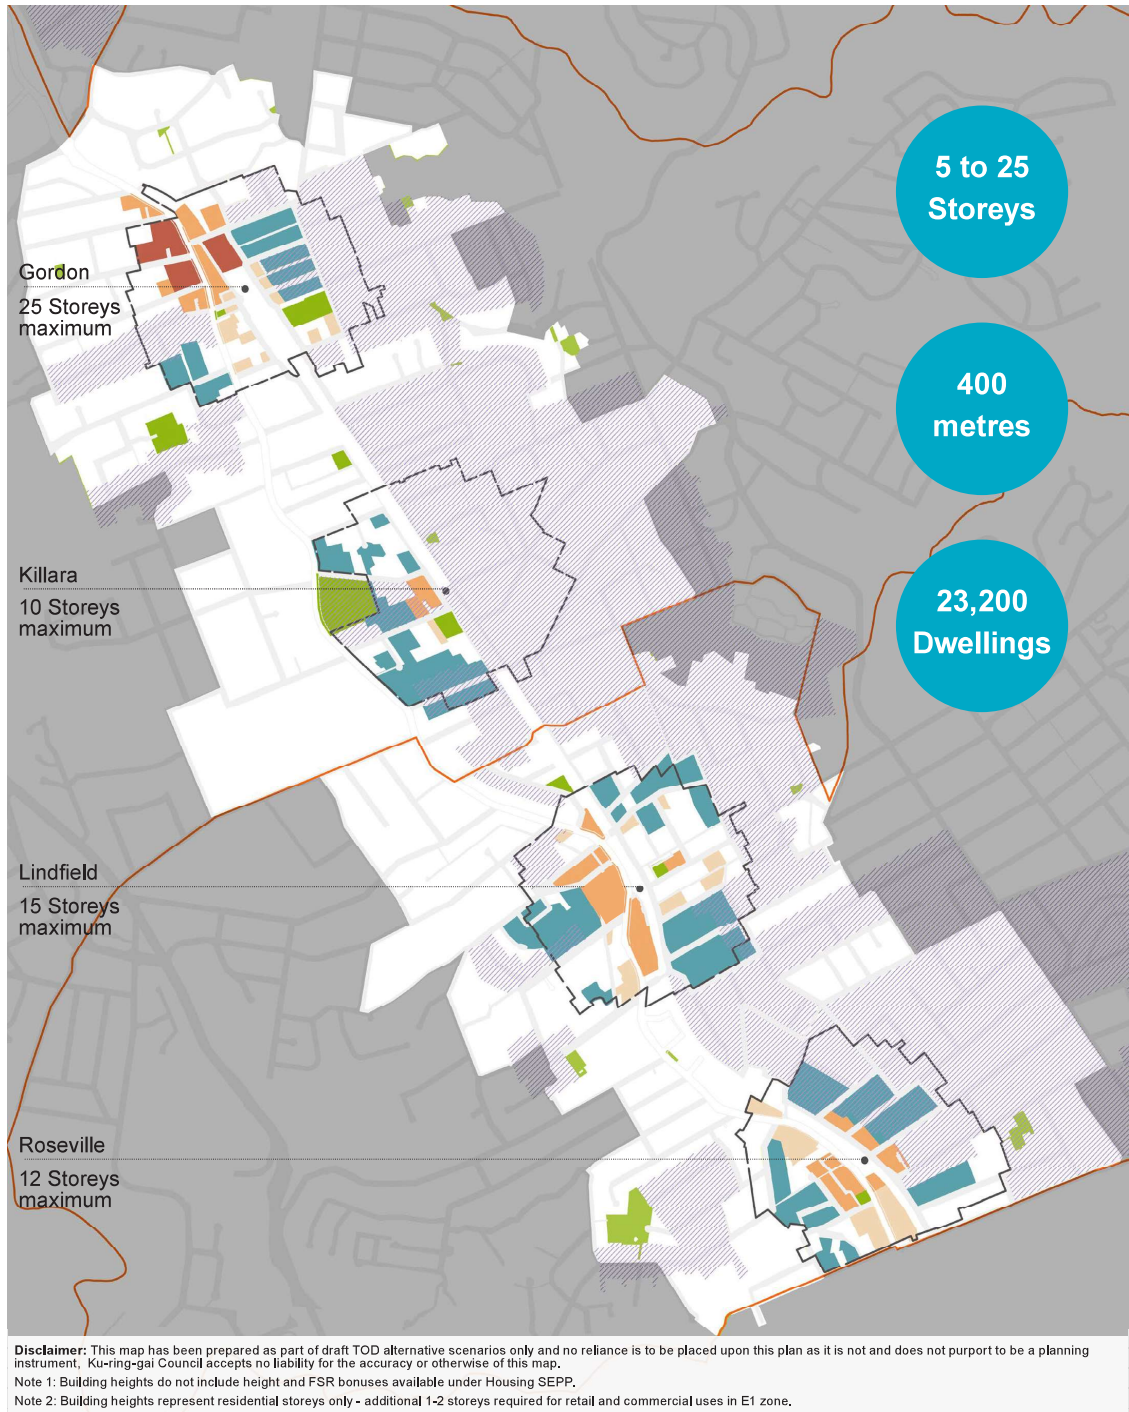 5 to 25
Storeys
Gordon
25 Storeys
maximum
400
metres
Killara
10 Storeys
maximum
23,200
Dwellings
Lindfield
15 Storeys
maximum
Roseville
12 Storeys
maximum
Disclaimer: This map has been prepared as part of draft TOD alternative scenarios only and no reliance is to be placed upon this plan as it is not and does not purport to be a planning
instrument, Ku-ring-gai Council accepts no liability for the accuracy or otherwise of this map.
Note 1: Building heights do not include height and FSR bonuses available under Housing SEPP.
Note 2: Building heights represent residential storeys only - additional 1-2 storeys required for retail and commercial uses in E1 zone.